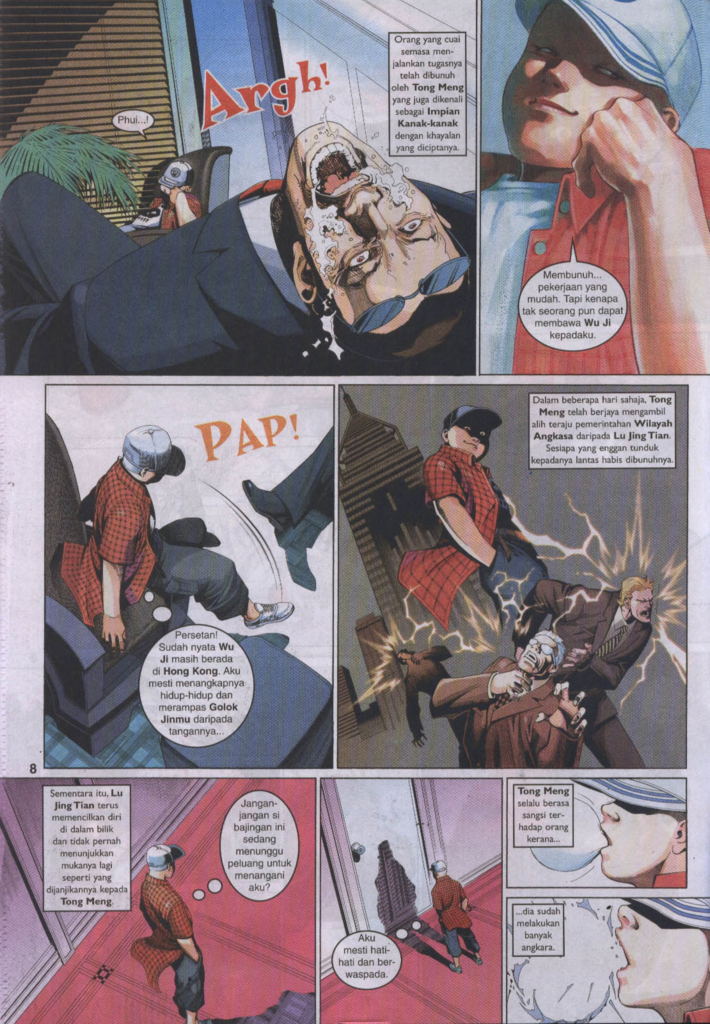 Phui...!
Argh!
Orang yang cuai
semasa men-
jalankan tugasnya
telah dibunuh
oleh Tong Meng
yang juga dikenali
sebagai Impian
Kanak-kanak
dengan khayalan
yang diciptanya.
Membunuh...
pekerjaan yang
mudah. Tapi kenapa
tak seorang pun dapat
membawa Wu Ji
kepadaku.
PAP!
Persetan!
Sudah nyata Wu
Ji masih berada
di Hong Kong. Aku
mesti menangkapnya
hidup-hidup dan
merampas Golok
Jinmu daripada
tangannya...
Dalam beberapa hari sahaja, Tong
Meng telah berjaya mengambil
alih teraju pemerintahan Wilayah
Angkasa daripada Lu Jing Tian.
Sesiapa yang enggan tunduk
kepadanya lantas habis dibunuhnya.
8
Sementara itu, Lu
Jing Tian terus
memencilkan diri
di dalam bilik
dan tidak pernah
menunjukkan
mukanya lagi
seperti yang
dijanjikannya kepada
Tong Meng.
Jangan-
jangan si
bajingan ini
sedang
menunggu
peluang untuk
menangani
aku?
Aku
mesti hati-
hati dan ber-
waspada.
Tong Meng
selalu berasa
sangsi ter-
hadap orang
kerana...
...dia sudah
melakukan
banyak
angkara.